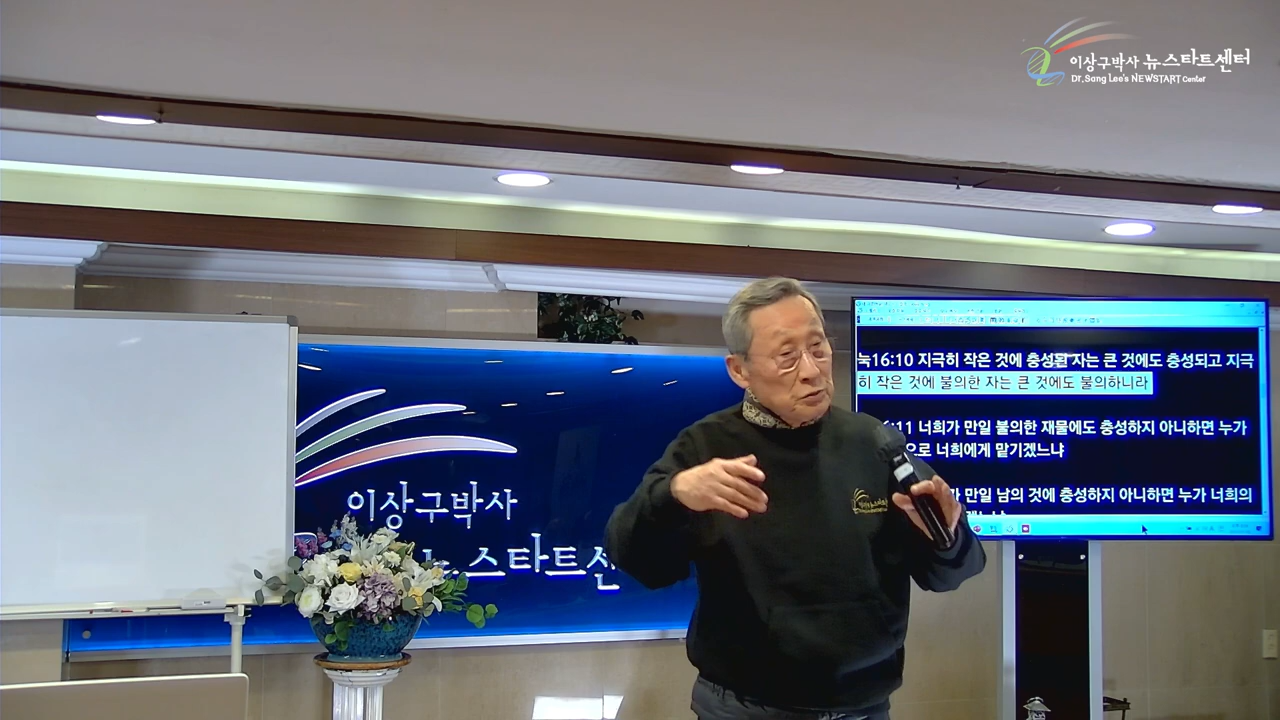 이상구박사 뉴스타트센터
Dr. Sang Lee's NEWSTART Center
눅16:10 지극히 작은 것에 충성된 자는 큰 것에도 충성되고 지극
히 작은 것에 불의한 자는 큰 것에도 불의하니라
:11 너희가 만일 불의한 재물에도 충성하지 아니하면 누가
으로 너희에게 맡기겠느냐
만일 남의 것에 충성하지 아니하면 누가 너희의
이상구박사
뉴스타트센